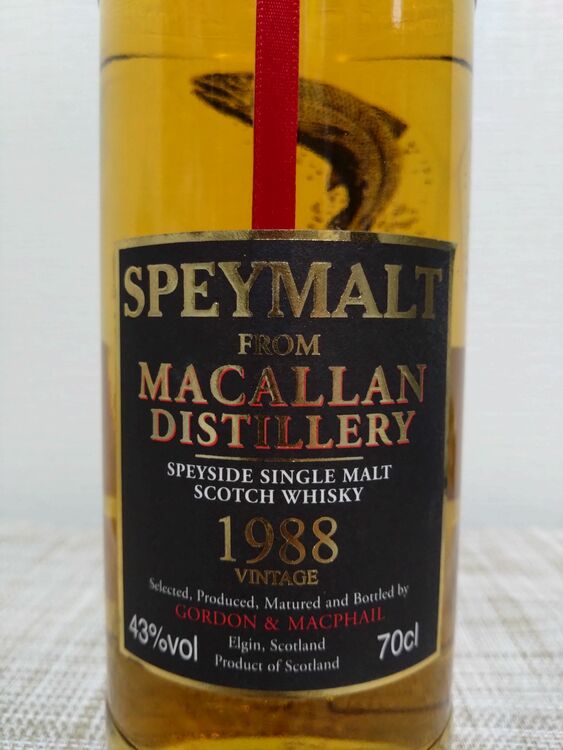 SPEYMALT
FROM
MACALLAN
DISTILLERY
SPEYSIDE SINGLE MALT
SCOTCH WHISKY
1988
VINTAGE
Selected, Produced, Matured and Bottled by
GORDON & MACPHAIL
43%vol
Elgin, Scotland
70cl
Product of Scotland